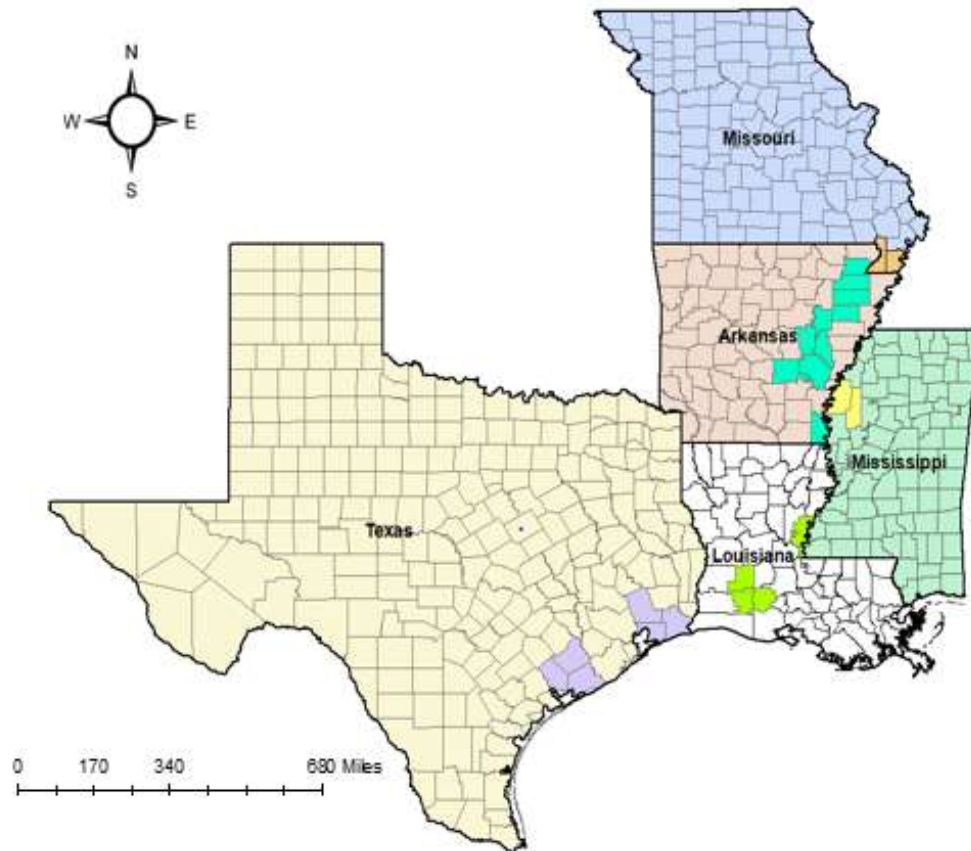 N
W E
S
Missouri
Arkansas
Mississippi
Texas
Louisiana
0 170 340 680 Miles